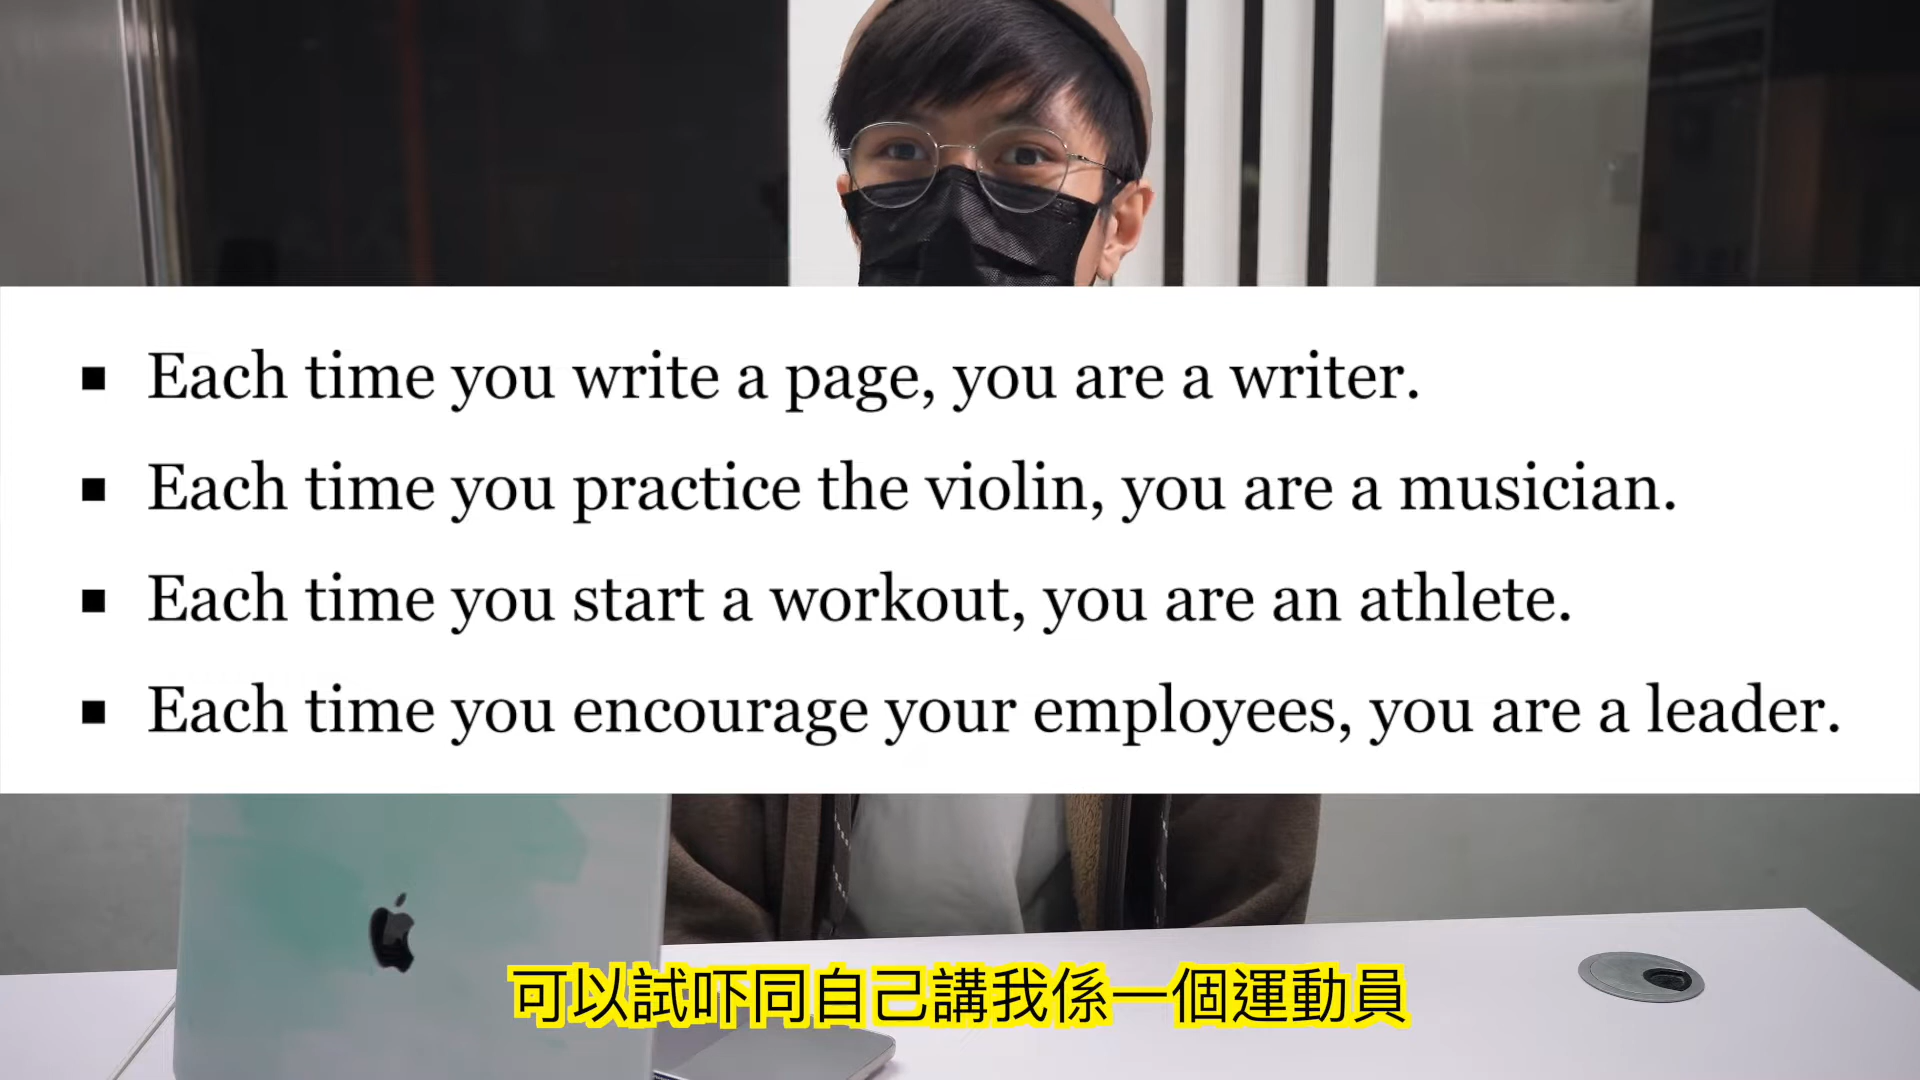 ▪ Each time you write a page, you are a writer.
▪ Each time you practice the violin, you are a musician.
▪ Each time you start a workout, you are an athlete.
▪ Each time you encourage your employees, you are a leader.
可以試吓同自己講我係一個運動員